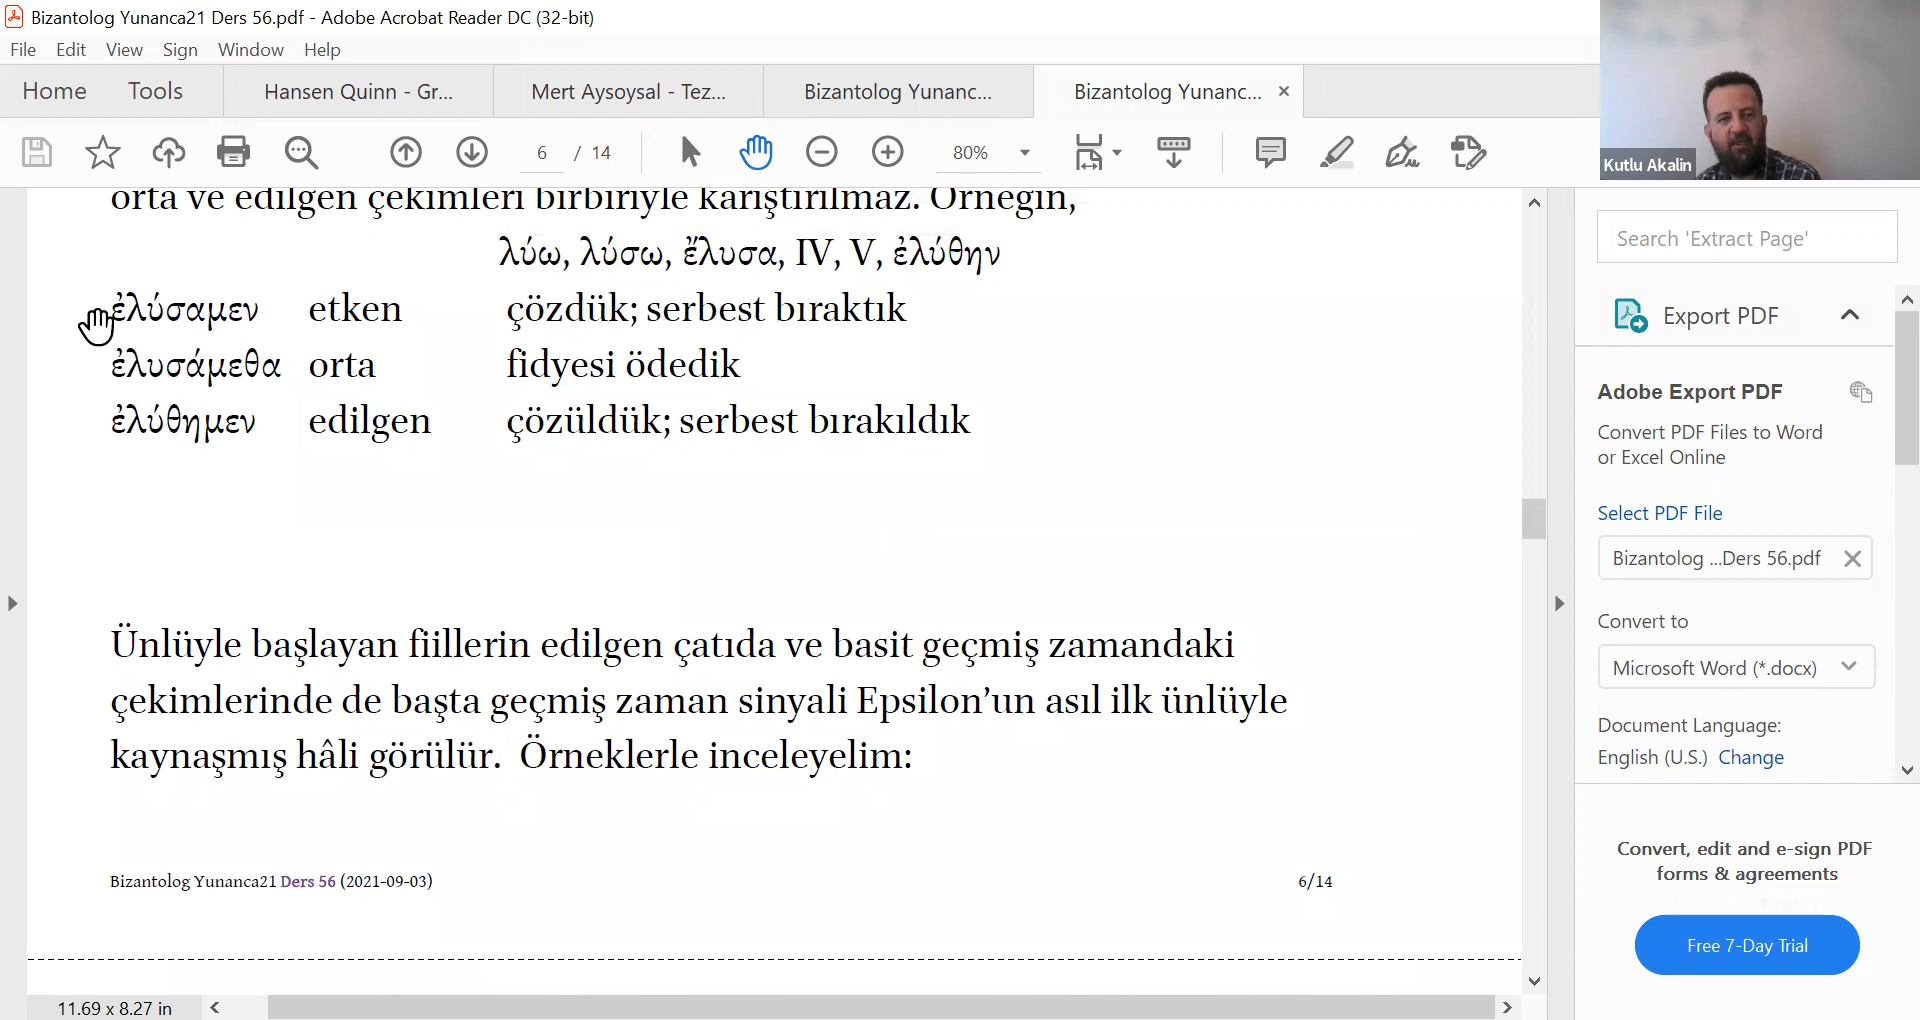 Bizantolog Yunanca21 Ders 56.pdf - Adobe Acrobat Reader DC (32-bit)
File Edit View Sign Window Help
Home Tools Hansen Quinn - Gr... Mert Aysoysal - Tez... Bizantolog Yunanc... Bizantolog Yunanc... ×
6 / 14 80%
Kutlu Akalin
orta ve edilgen çekimleri birbiriyle karıştırılmaz. Örneğin,
λύω, λύσω, ἔλυσα, IV, V, ἐλύθην
ἐλύσαμεν etken çözdük; serbest bıraktık
ἐλυσάμεθα orta fidyesi ödedik
ἐλύθημεν edilgen çözüldük; serbest bırakıldık
Ünlüyle başlayan fiillerin edilgen çatıda ve basit geçmiş zamandaki
çekimlerinde de başta geçmiş zaman sinyali Epsilon’un asıl ilk ünlüyle
kaynaşmış hâli görülür. Örneklerle inceleyelim:
Bizantolog Yunanca21 Ders 56 (2021-09-03) 6/14
11.69 x 8.27 in
Search 'Extract Page'
Export PDF
Adobe Export PDF
Convert PDF Files to Word
or Excel Online
Select PDF File
Bizantolog ...Ders 56.pdf
Convert to
Microsoft Word (*.docx)
Document Language:
English (U.S.) Change
Convert, edit and e-sign PDF
forms & agreements
Free 7-Day Trial